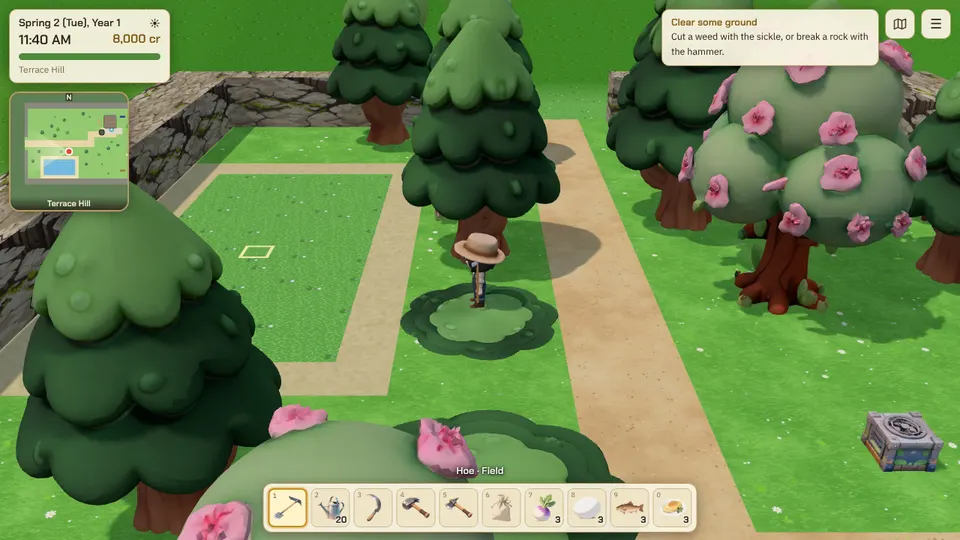 Spring 2 (Tue), Year 1
11:40 AM
8,000 cr
Terrace Hill
N
Terrace Hill
Clear some ground
Cut a weed with the sickle, or break a rock with
the hammer.
Hoe · Field
1
2
20
3
4
5
6
7
3
8
3
9
3
0
3